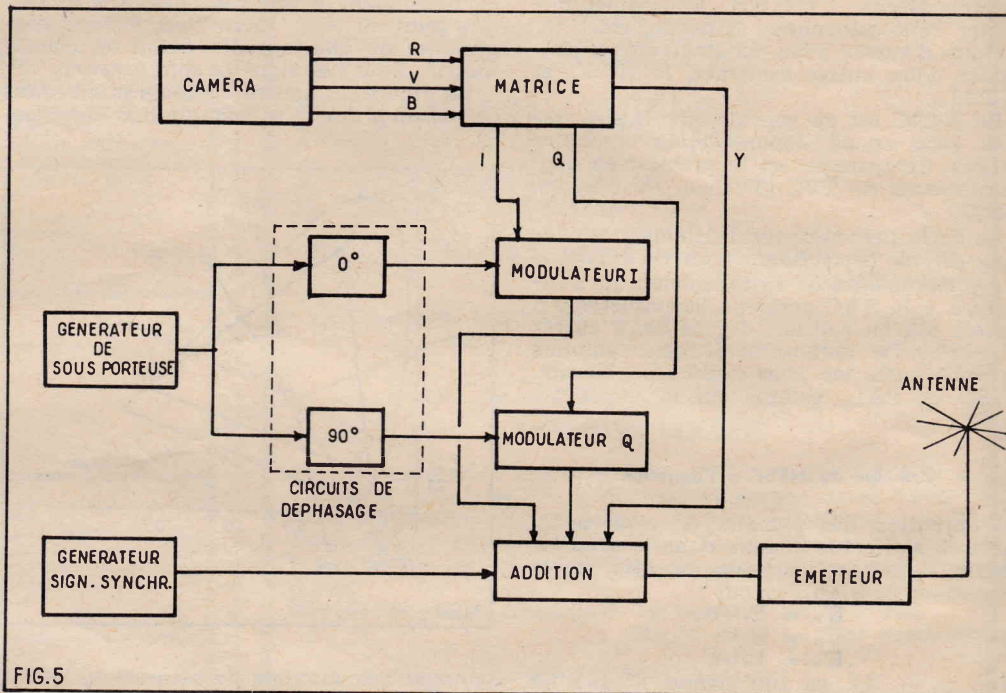 R
CAMERA
V
MATRICE
B
I
Q
Y
0°
MODULATEUR I
GENERATEUR
DE
SOUS PORTEUSE
ANTENNE
90°
MODULATEUR Q
CIRCUITS DE
DEPHASAGE
GENERATEUR
SIGN. SYNCHR.
ADDITION
EMETTEUR
FIG.5